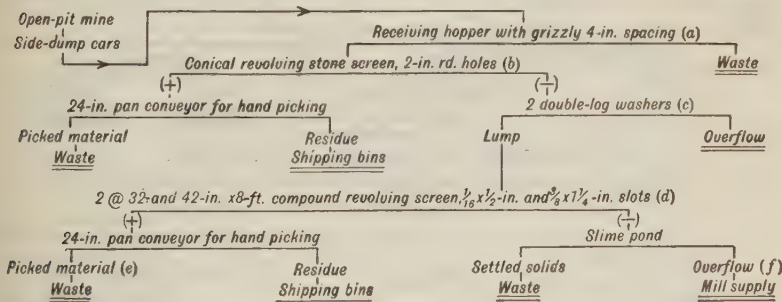 Open-pit mine
Side-dump cars
Receiving hopper with grizzly 4-in. spacing (a)
Conical revolving stone screen, 2-in. rd. holes (b)
Waste
(+)
(–)
24-in. pan conveyor for hand picking
2 double-log washers (c)
Picked material
Waste
Residue
Shipping bins
Lump
Overflow
2 @ 32-and 42-in. x8-ft. compound revolving screen, 1/16 x 1/2-in. and 3/8 x 1 1/4-in. slots (d)
(+)
(–)
24-in. pan conveyor for hand picking
Slime pond
Picked material (e)
Waste
Residue
Shipping bins
Settled solids
Waste
Overflow (f)
Mill supply